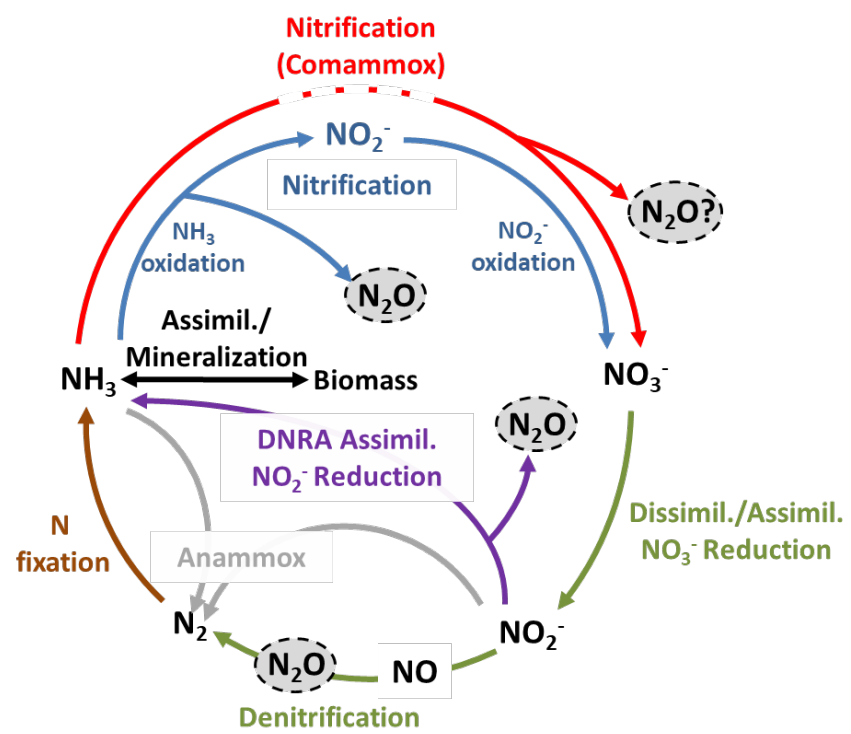 Nitrification
(Comammox)
NO₂⁻
Nitrification
N₂O?
NH₃
oxidation
NO₂⁻
oxidation
N₂O
Assimil./
Mineralization
NH₃
Biomass
NO₃⁻
N₂O
DNRA Assimil.
NO₂⁻ Reduction
Dissimil./Assimil.
NO₃⁻ Reduction
N
fixation
Anammox
N₂
NO₂⁻
N₂O
NO
Denitrification